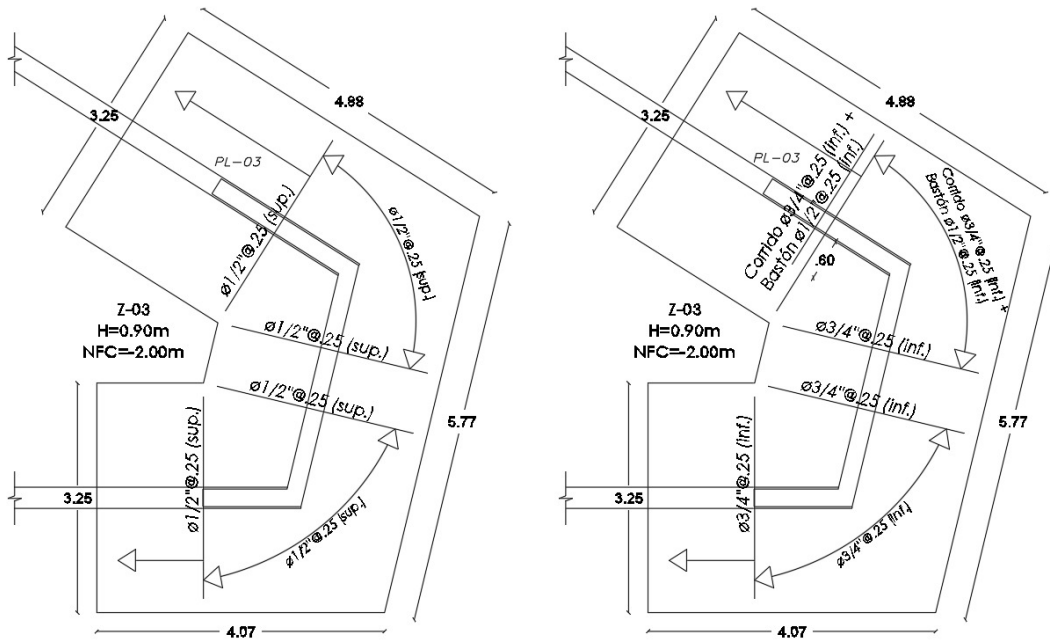 4.88
3.25
PL-03
ø1/2"@.25 (sup.)
ø1/2"@.25 (sup.)
Z-03
H=0.90m
NFC=-2.00m
ø1/2"@.25 (sup.)
ø1/2"@.25 (sup.)
5.77
ø1/2"@.25 (sup.)
3.25
ø1/2"@.25 (sup.)
4.07
4.88
3.25
PL-03
Corrido ø3/4"@.25 (inf.) +
Bastón ø1/2"@.25 (inf.)
Corrido ø3/4"@.25 (inf.) +
Bastón ø1/2"@.25 (inf.)
.60
Z-03
H=0.90m
NFC=-2.00m
ø3/4"@.25 (inf.)
ø3/4"@.25 (inf.)
5.77
ø3/4"@.25 (inf.)
3.25
ø3/4"@.25 (inf.)
4.07